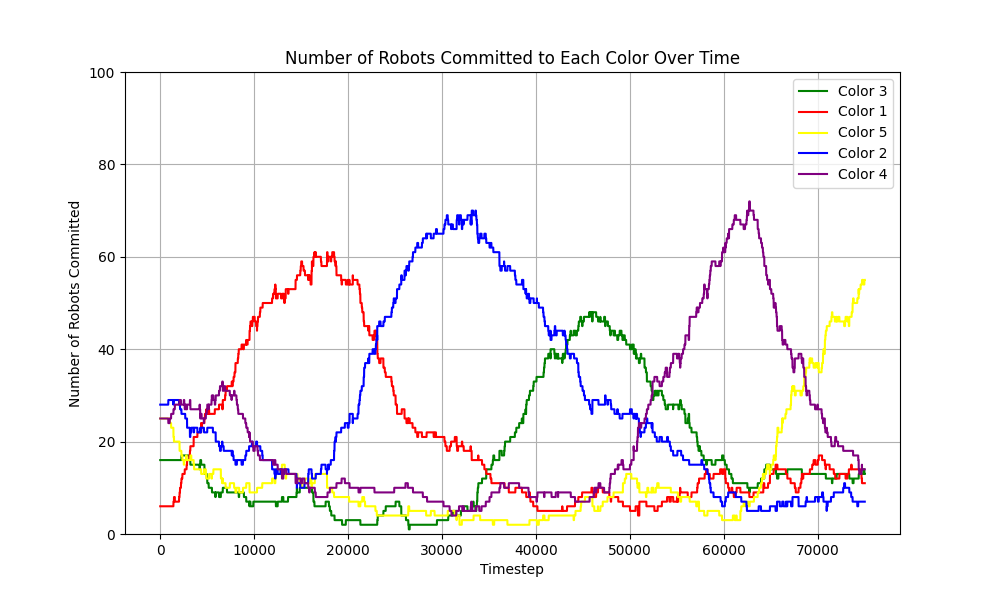 Number of Robots Committed to Each Color Over Time
100
80
60
40
20
0
Number of Robots Committed
Color 3
Color 1
Color 5
Color 2
Color 4
0 10000 20000 30000 40000 50000 60000 70000
Timestep